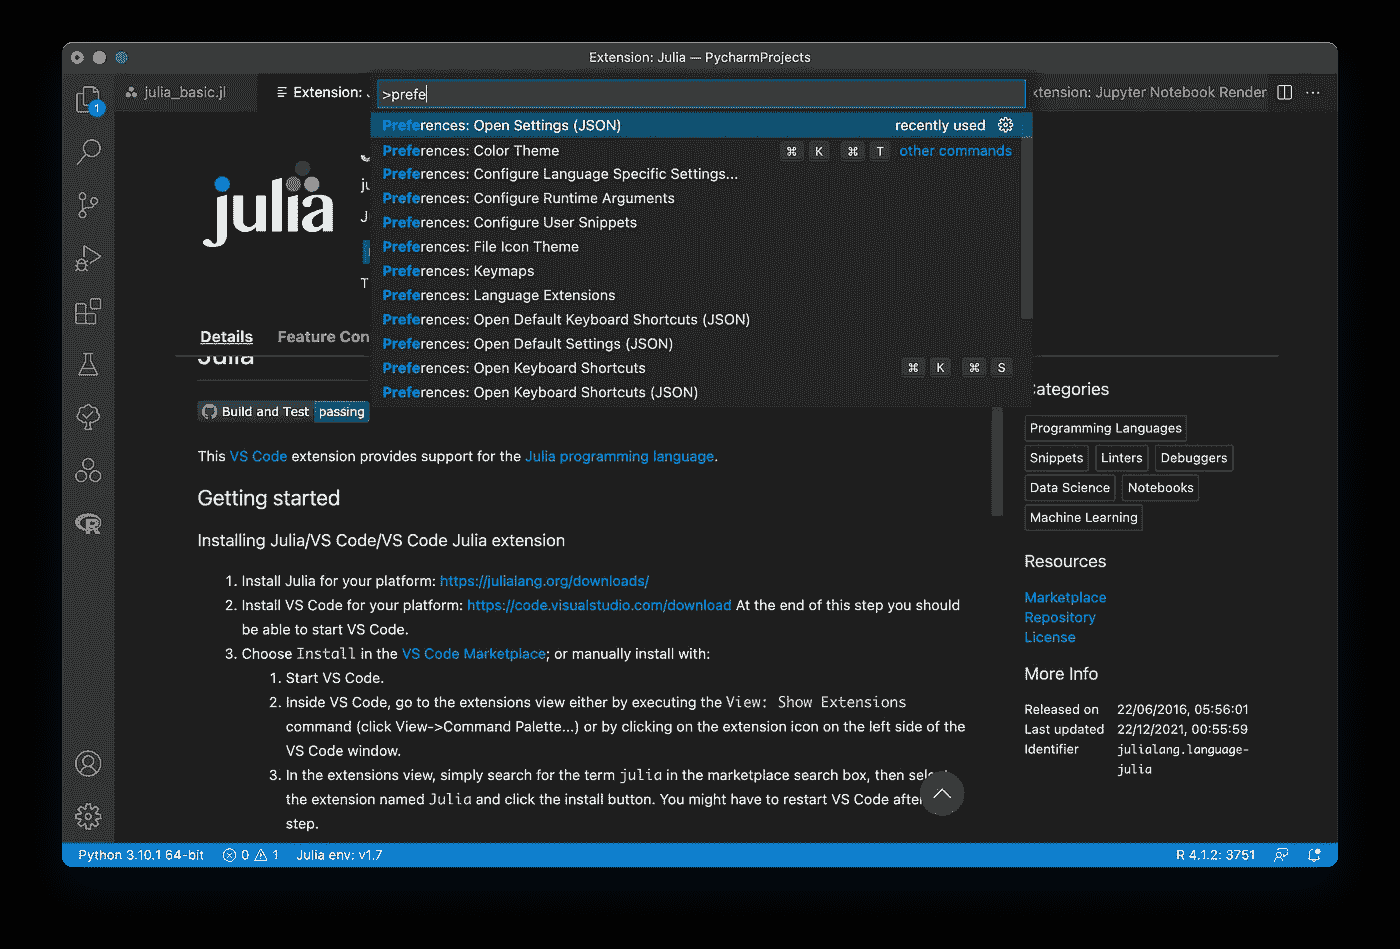 Extension: Julia — PycharmProjects
1
julia_basic.jl
Extension: J
>prefe
xtension: Jupyter Notebook Render
...
Preferences: Open Settings (JSON) recently used
Preferences: Color Theme ⌘ K ⌘ T other commands
Preferences: Configure Language Specific Settings...
Preferences: Configure Runtime Arguments
Preferences: Configure User Snippets
Preferences: File Icon Theme
Preferences: Keymaps
Preferences: Language Extensions
Preferences: Open Default Keyboard Shortcuts (JSON)
Preferences: Open Default Settings (JSON)
Preferences: Open Keyboard Shortcuts ⌘ K ⌘ S
Preferences: Open Keyboard Shortcuts (JSON)
julia
ju
T
Details Feature Con
Julia
Build and Test passing
This VS Code extension provides support for the Julia programming language.
Getting started
Installing Julia/VS Code/VS Code Julia extension
1. Install Julia for your platform: https://julialang.org/downloads/
2. Install VS Code for your platform: https://code.visualstudio.com/download At the end of this step you should
be able to start VS Code.
3. Choose Install in the VS Code Marketplace; or manually install with:
1. Start VS Code.
2. Inside VS Code, go to the extensions view either by executing the View: Show Extensions
command (click View->Command Palette...) or by clicking on the extension icon on the left side of the
VS Code window.
3. In the extensions view, simply search for the term julia in the marketplace search box, then selec
the extension named Julia and click the install button. You might have to restart VS Code after
step.
ategories
Programming Languages
Snippets Linters Debuggers
Data Science Notebooks
Machine Learning
Resources
Marketplace
Repository
License
More Info
Released on 22/06/2016, 05:56:01
Last updated 22/12/2021, 00:55:59
Identifier julialang.language-
julia
R
Python 3.10.1 64-bit 0 1 Julia env: v1.7 R 4.1.2: 3751